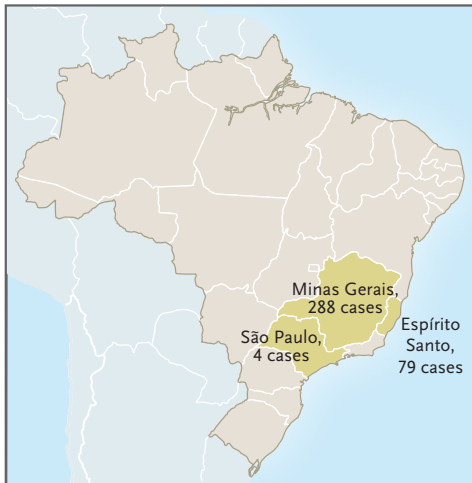 Minas Gerais,
288 cases
São Paulo,
4 cases
Espírito
Santo,
79 cases